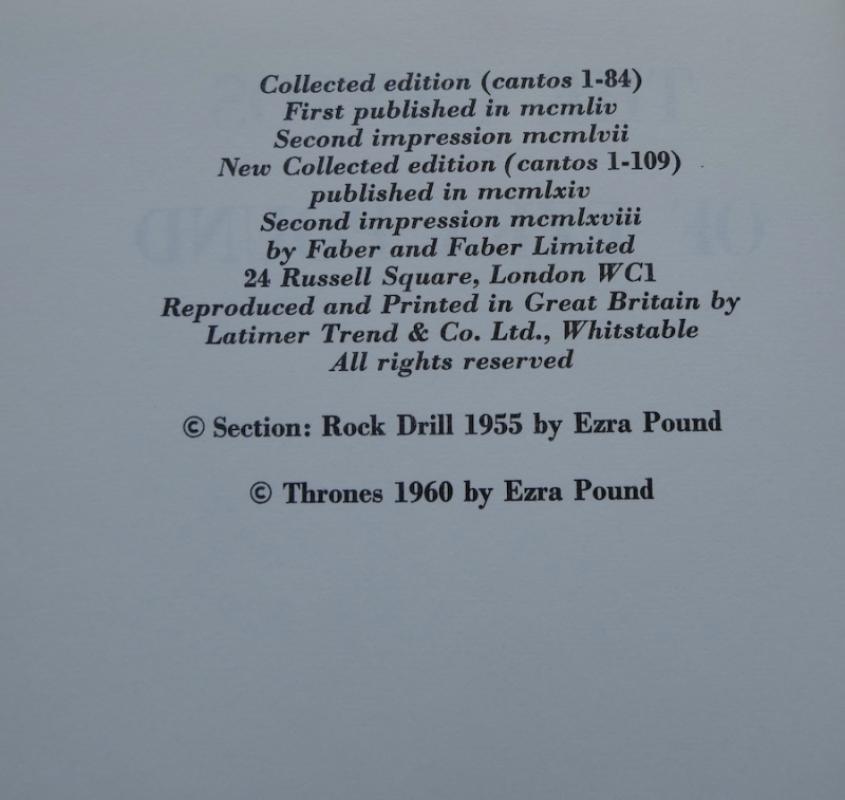 Collected edition (cantos 1-84)
First published in mcmliv
Second impression mcmlvii
New Collected edition (cantos 1-109)
published in mcmlxiv
Second impression mcmlxviii
by Faber and Faber Limited
24 Russell Square, London WC1
Reproduced and Printed in Great Britain by
Latimer Trend & Co. Ltd., Whitstable
All rights reserved
© Section: Rock Drill 1955 by Ezra Pound
© Thrones 1960 by Ezra Pound